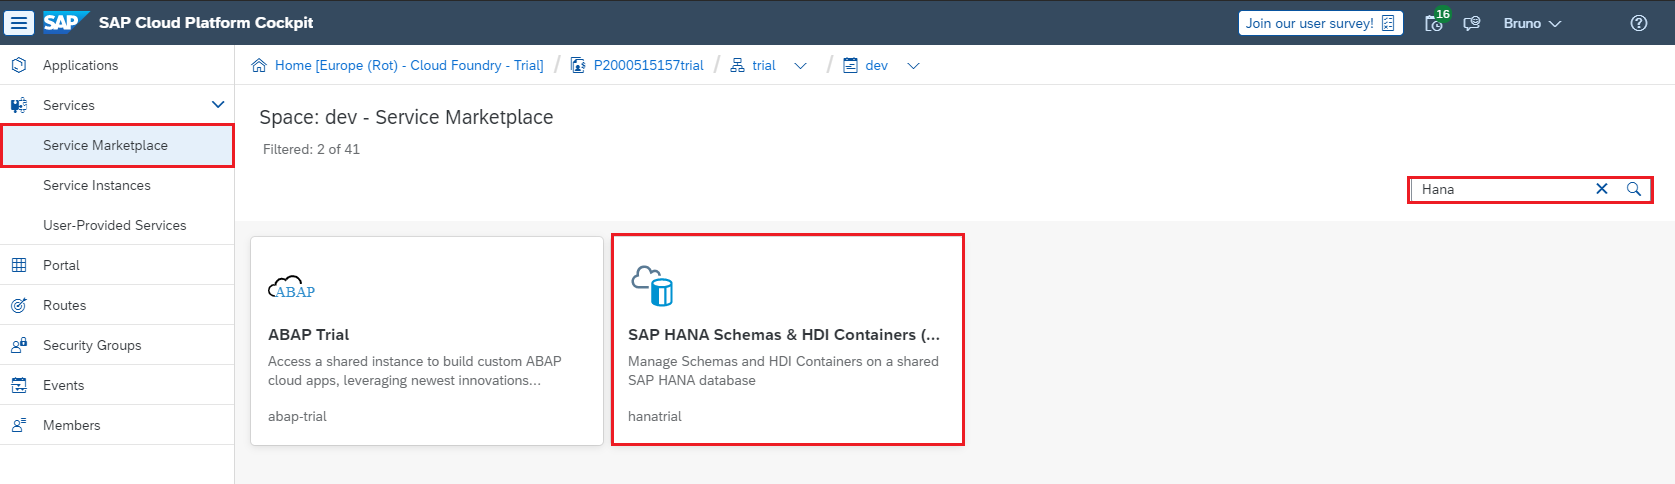 SAP SAP Cloud Platform Cockpit
Join our user survey!
16
Bruno
Applications
Services
Service Marketplace
Service Instances
User-Provided Services
Portal
Routes
Security Groups
Events
Members
Home [Europe (Rot) - Cloud Foundry - Trial] / P2000515157trial / trial / dev
Space: dev - Service Marketplace
Filtered: 2 of 41
Hana
ABAP
ABAP Trial
Access a shared instance to build custom ABAP
cloud apps, leveraging newest innovations...
abap-trial
SAP HANA Schemas & HDI Containers (...
Manage Schemas and HDI Containers on a shared
SAP HANA database
hanatrial